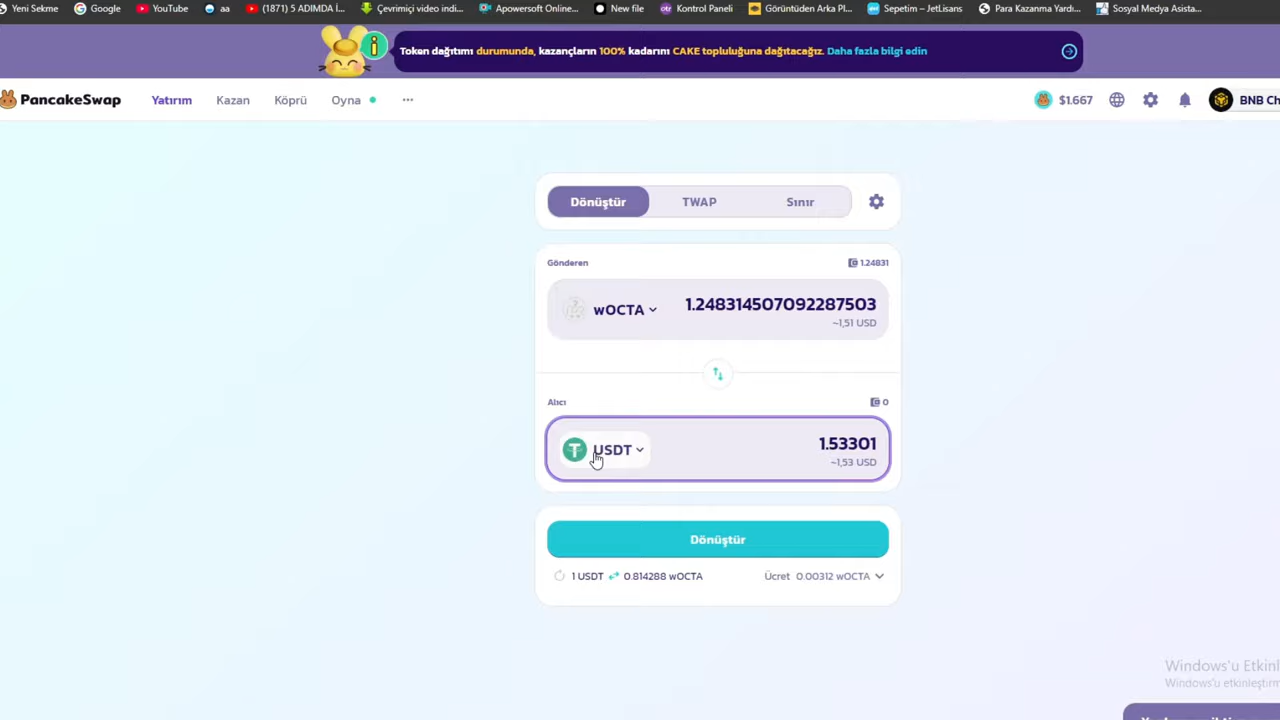 Yeni Sekme Google YouTube aa (1871) 5 ADIMDA İ... Çevrimiçi video indi... Apowersoft Online... New file Kontrol Paneli Görüntüden Arka Pl... Sepetim – JetLisans Para Kazanma Yardı... Sosyal Medya Asista...
Token dağıtımı durumunda, kazançların 100% kadarını CAKE topluluğuna dağıtacağız. Daha fazla bilgi edin
PancakeSwap Yatırım Kazan Köprü Oyna ... $1.667 BNB Ch
Dönüştür TWAP Sınır
Gönderen 1.24831
wOCTA 1.248314507092287503
~1,51 USD
Alıcı 0
USDT 1.53301
~1,53 USD
Dönüştür
1 USDT 0.814288 wOCTA Ücret 0.00312 wOCTA
Windows'u Etkinl
Windows'u etkinleştirm